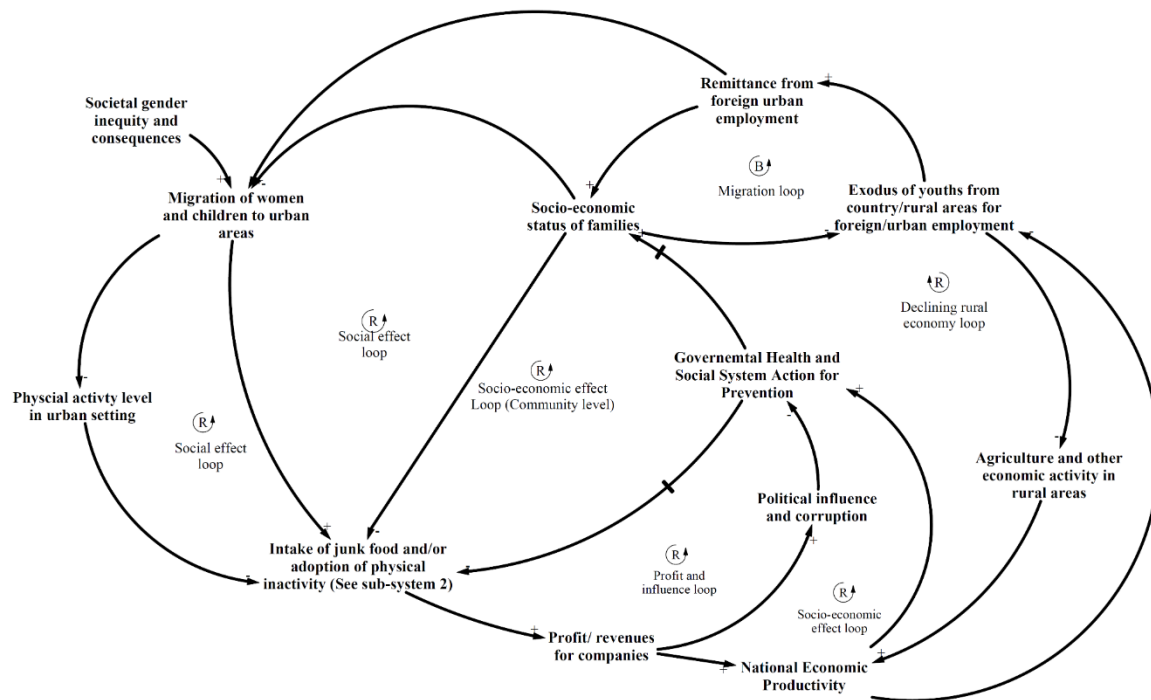 Remittance from
foreign urban
employment
Societal gender
inequity and
consequences
B
Migration loop
Migration of women
and children to urban
areas
Socio-economic
status of families
Exodus of youths from
country/rural areas for
foreign/urban employment
R
Declining rural
economy loop
R
Social effect
loop
Governemtal Health and
Social System Action for
Prevention
R
Socio-economic effect
Loop (Community level)
Physcial activty level
in urban setting
R
Social effect
loop
Agriculture and other
economic activity in
rural areas
Political influence
and corruption
Intake of junk food and/or
adoption of physical
inactivity (See sub-system 2)
R
Profit and
influence loop
R
Socio-economic
effect loop
Profit/ revenues
for companies
National Economic
Productivity